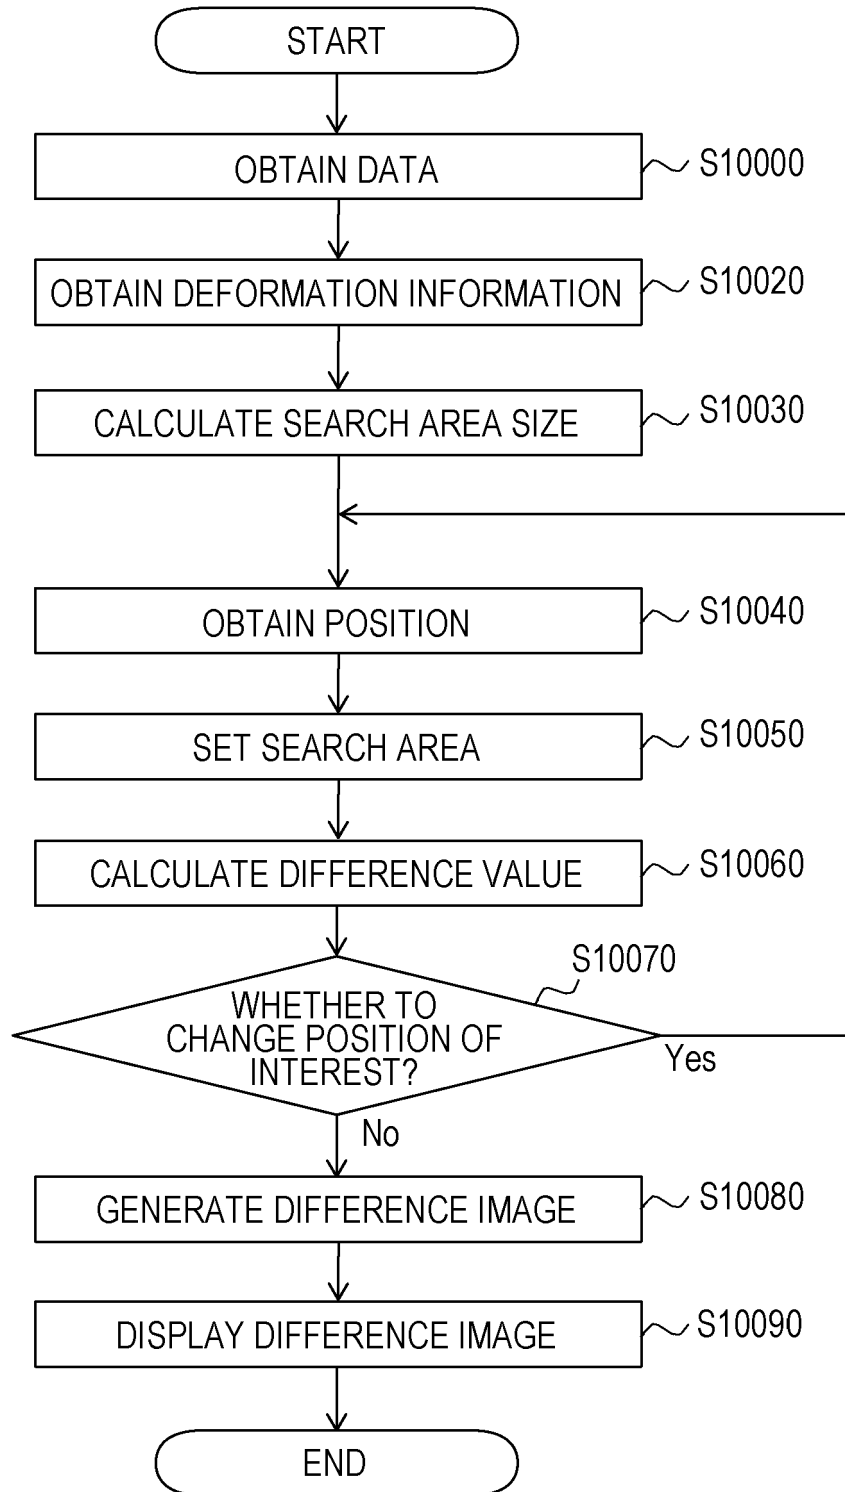 START
OBTAIN DATA
S10000
OBTAIN DEFORMATION INFORMATION
S10020
CALCULATE SEARCH AREA SIZE
S10030
OBTAIN POSITION
S10040
SET SEARCH AREA
S10050
CALCULATE DIFFERENCE VALUE
S10060
S10070
WHETHER TO
CHANGE POSITION OF
INTEREST?
Yes
No
GENERATE DIFFERENCE IMAGE
S10080
DISPLAY DIFFERENCE IMAGE
S10090
END